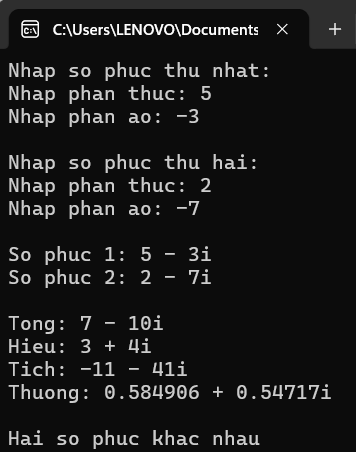 C:\Users\LENOVO\Documents
Nhap so phuc thu nhat:
Nhap phan thuc: 5
Nhap phan ao: -3
Nhap so phuc thu hai:
Nhap phan thuc: 2
Nhap phan ao: -7
So phuc 1: 5 - 3i
So phuc 2: 2 - 7i
Tong: 7 - 10i
Hieu: 3 + 4i
Tich: -11 - 41i
Thuong: 0.584906 + 0.54717i
Hai so phuc khac nhau